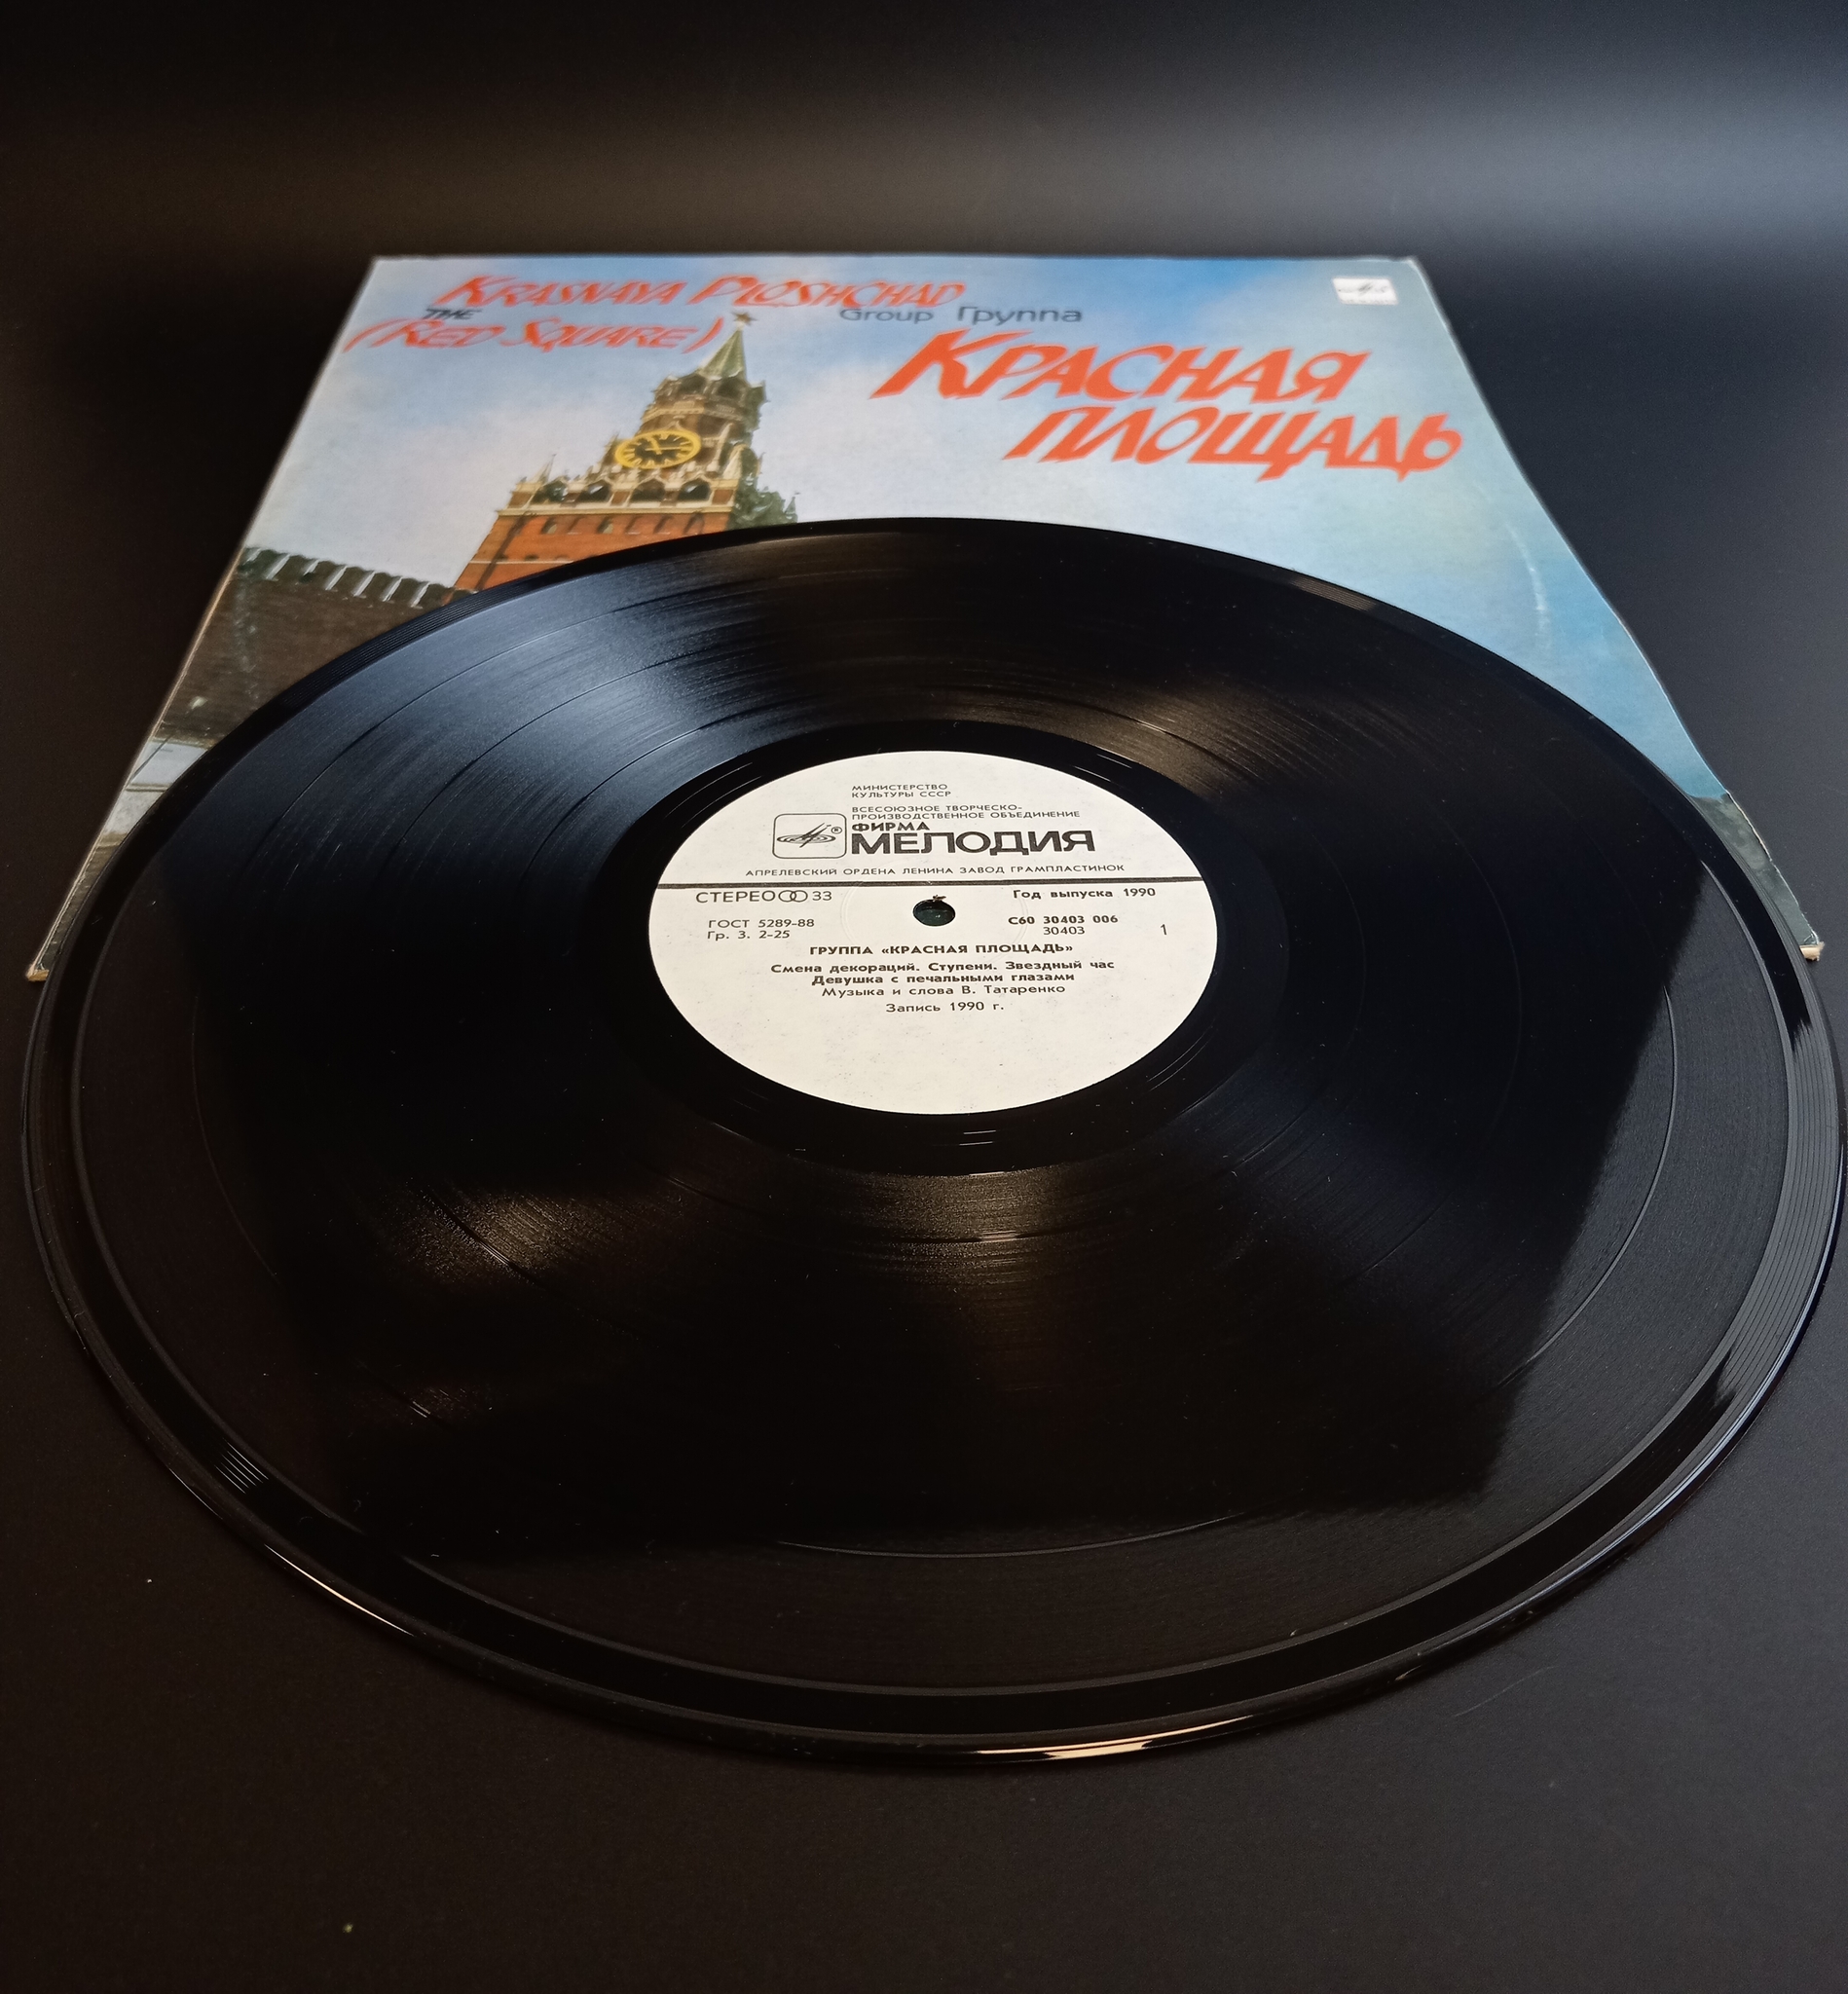 KRASNAYA PLOSHCHAD
THE
(RED SQUARE)
Group Группа
КРАСНАЯ
ПЛОЩАДЬ
МИНИСТЕРСТВО
КУЛЬТУРЫ СССР
ВСЕСОЮЗНОЕ ТВОРЧЕСКО-
ПРОИЗВОДСТВЕННОЕ ОБЪЕДИНЕНИЕ
ФИРМА
® МЕЛОДИЯ
АПРЕЛЕВСКИЙ ОРДЕНА ЛЕНИНА ЗАВОД ГРАМПЛАСТИНОК
СТЕРЕО 33
Год выпуска 1990
ГОСТ 5289-88
Гр. 3. 2-25
С60 30403 006
30403
1
ГРУППА «КРАСНАЯ ПЛОЩАДЬ»
Смена декораций. Ступени. Звездный час
Девушка с печальными глазами
Музыка и слова В. Татаренко
Запись 1990 г.